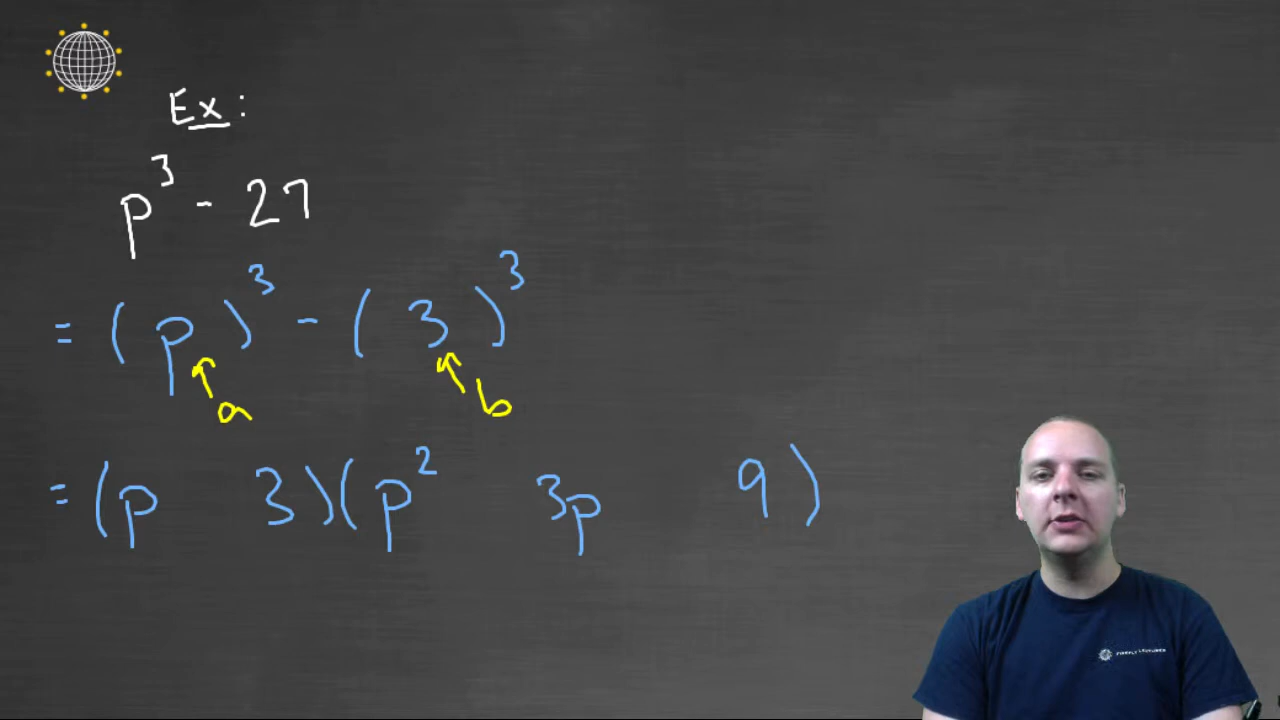 Ex:
p³ - 27
= (p)³ - (3)³
a b
= (p 3)(p² 3p 9)